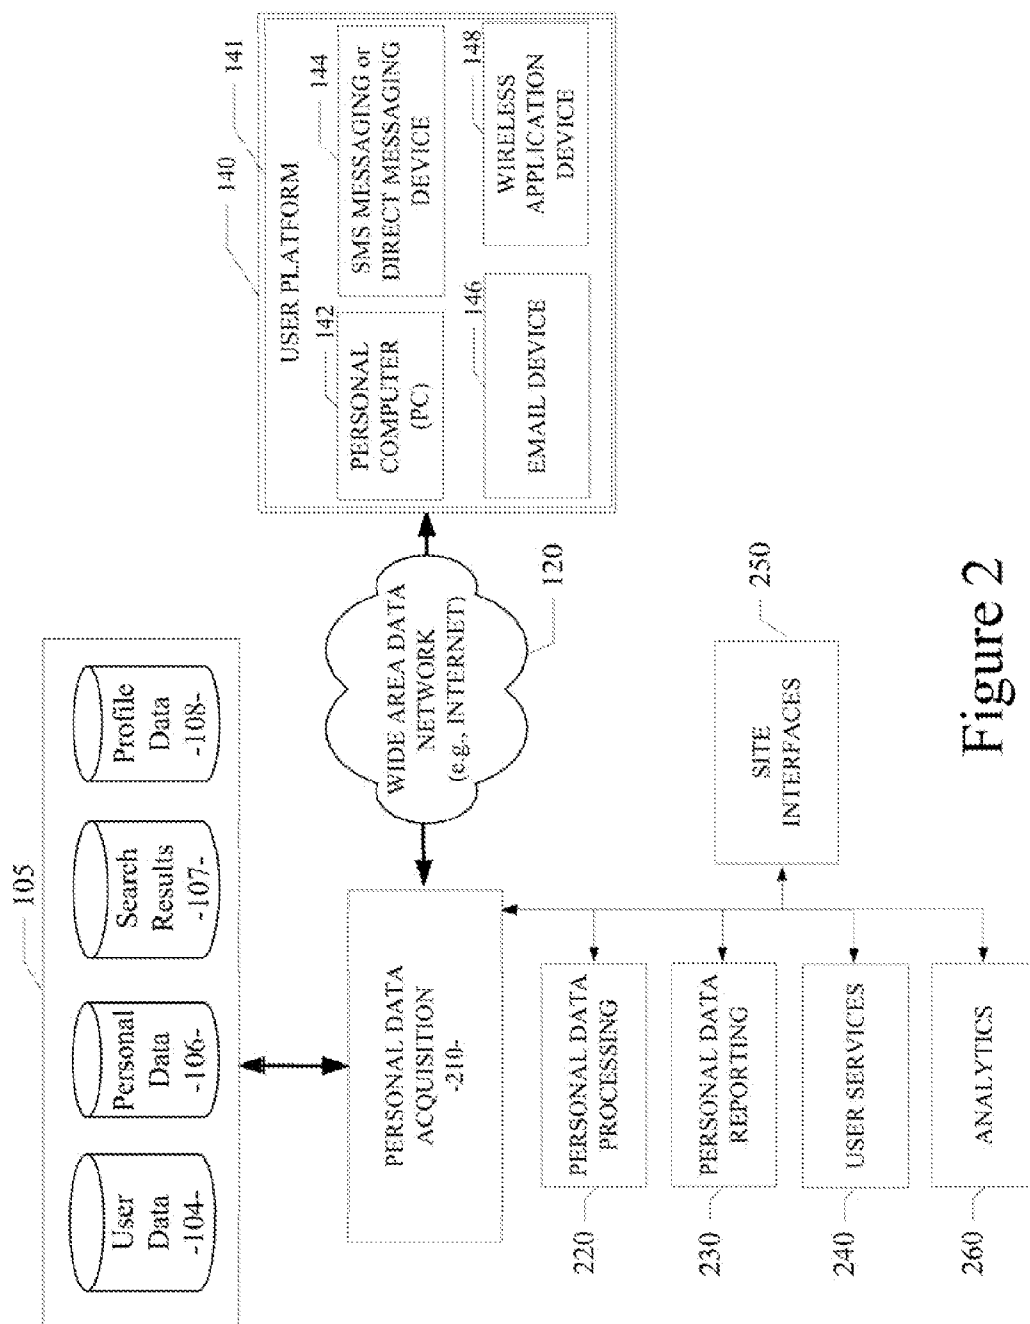 105
User
Data
-104-
Personal
Data
-106-
Search
Results
-107-
Profile
Data
-108-
PERSONAL DATA
ACQUISITION
-210-
WIDE AREA DATA
NETWORK
(e.g., INTERNET)
120
140
141
USER PLATFORM
142
PERSONAL
COMPUTER
(PC)
144
SMS MESSAGING or
DIRECT MESSAGING
DEVICE
146
EMAIL DEVICE
148
WIRELESS
APPLICATION
DEVICE
220
PERSONAL DATA
PROCESSING
230
PERSONAL DATA
REPORTING
240
USER SERVICES
260
ANALYTICS
250
SITE
INTERFACES
Figure 2